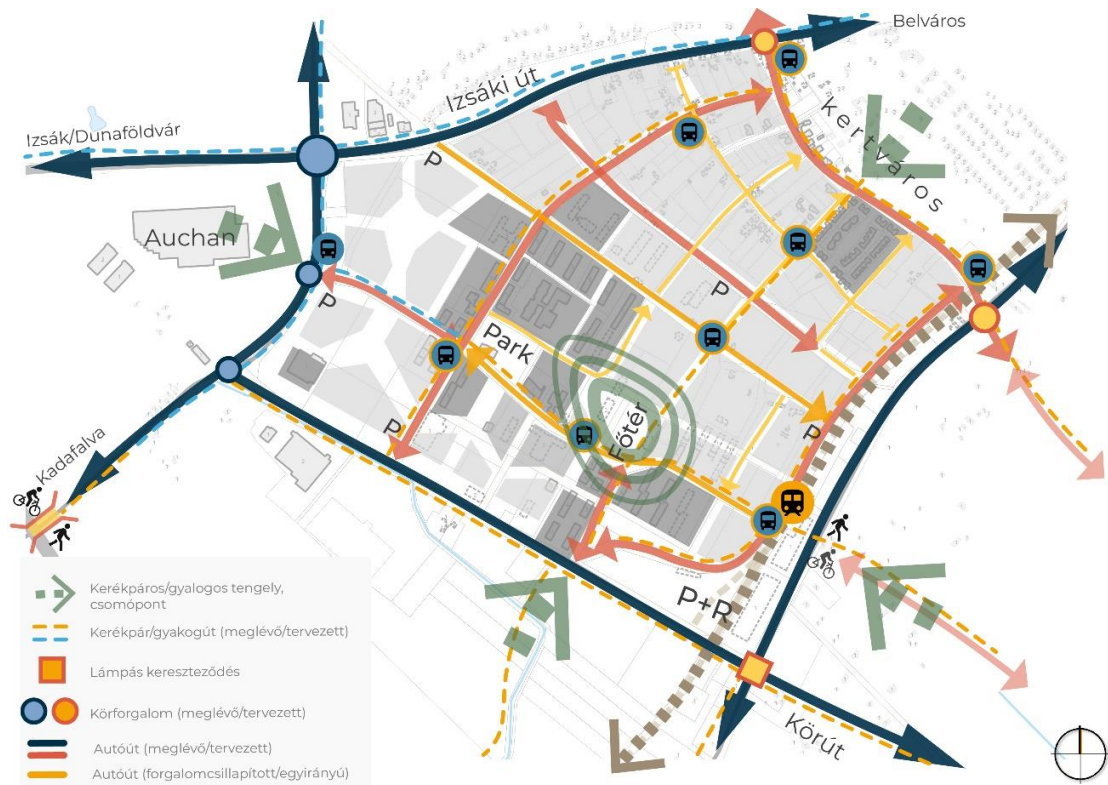 Belváros
Izsáki út
Izsák/Dunaföldvár
kertváros
P
Auchan
P
P
Park
Főtér
P
P
Kadafalva
P+R
Körút
Kerékpáros/gyalogos tengely,
csomópont
Kerékpár/gyakogút (meglévő/tervezett)
Lámpás kereszteződés
Körforgalom (meglévő/tervezett)
Autóút (meglévő/tervezett)
Autóút (forgalomcsillapított/egyirányú)